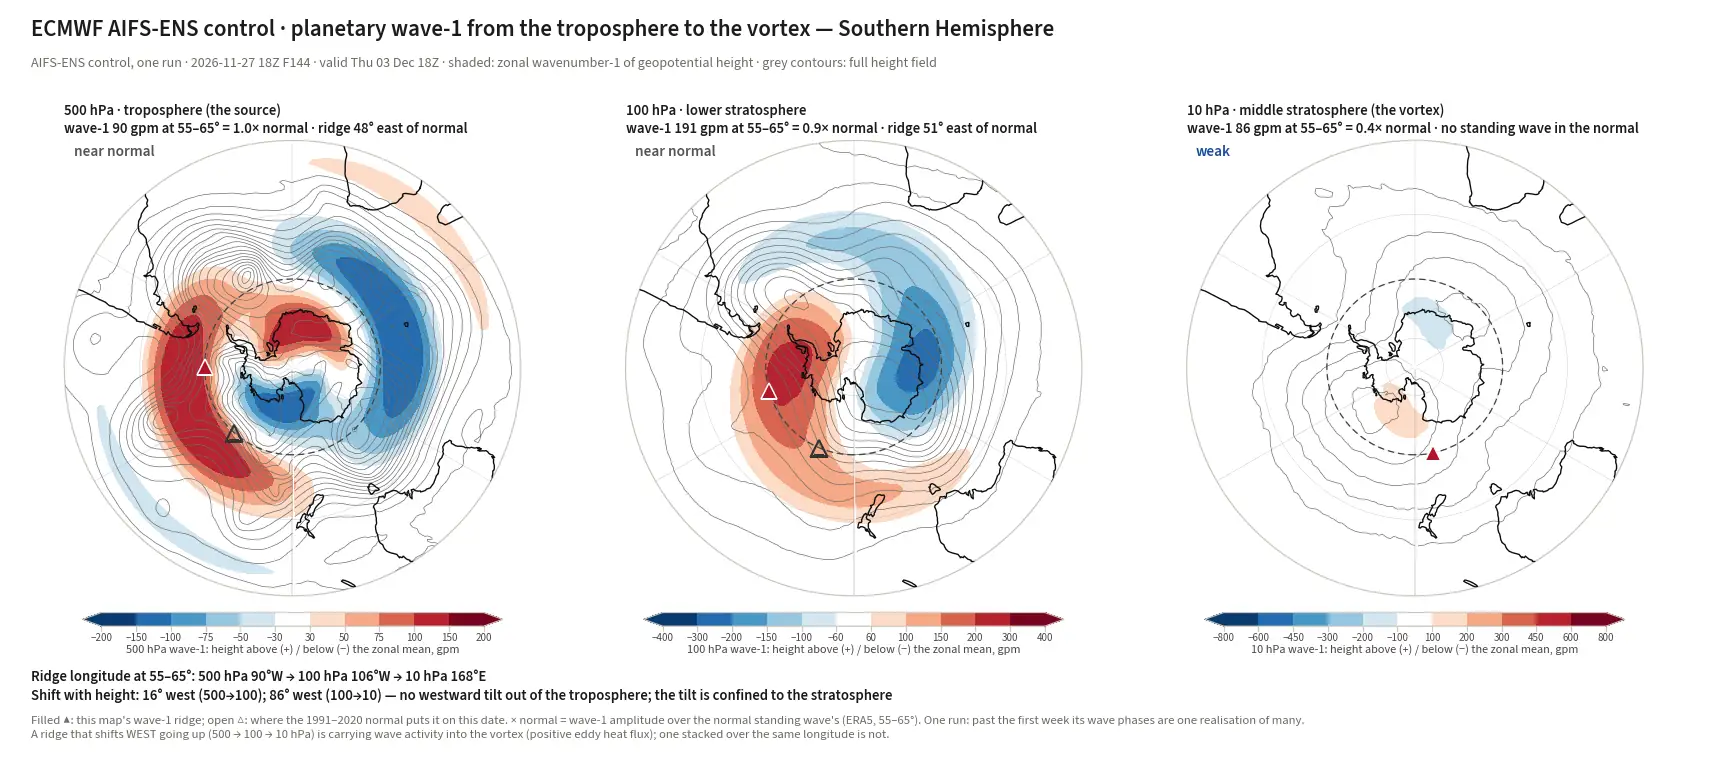 ECMWF AIFS-ENS control · planetary wave-1 from the troposphere to the vortex — Southern Hemisphere
AIFS-ENS control, one run · 2026-11-27 18Z F144 · valid Thu 03 Dec 18Z · shaded: zonal wavenumber-1 of geopotential height · grey contours: full height field
500 hPa · troposphere (the source)
wave-1 90 gpm at 55–65° = 1.0× normal · ridge 48° east of normal
near normal
100 hPa · lower stratosphere
wave-1 191 gpm at 55–65° = 0.9× normal · ridge 51° east of normal
near normal
10 hPa · middle stratosphere (the vortex)
wave-1 86 gpm at 55–65° = 0.4× normal · no standing wave in the normal
weak
−200 −150 −100 −75 −50 −30 30 50 75 100 150 200
500 hPa wave-1: height above (+) / below (−) the zonal mean, gpm
−400 −300 −200 −150 −100 −60 60 100 150 200 300 400
100 hPa wave-1: height above (+) / below (−) the zonal mean, gpm
−800 −600 −450 −300 −200 −100 100 200 300 450 600 800
10 hPa wave-1: height above (+) / below (−) the zonal mean, gpm
Ridge longitude at 55–65°: 500 hPa 90°W → 100 hPa 106°W → 10 hPa 168°E
Shift with height: 16° west (500→100); 86° west (100→10) — no westward tilt out of the troposphere; the tilt is confined to the stratosphere
Filled ▲: this map's wave-1 ridge; open △: where the 1991–2020 normal puts it on this date. × normal = wave-1 amplitude over the normal standing wave's (ERA5, 55–65°). One run: past the first week its wave phases are one realisation of many.
A ridge that shifts WEST going up (500 → 100 → 10 hPa) is carrying wave activity into the vortex (positive eddy heat flux); one stacked over the same longitude is not.